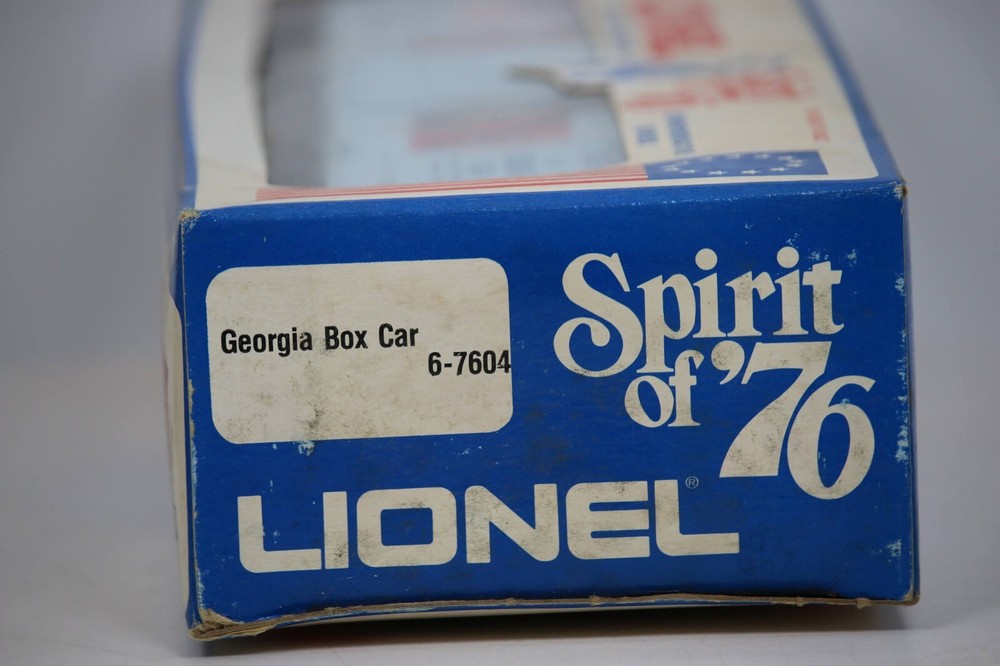 Georgia Box Car
6-7604
Spirit
of '76
LIONEL®